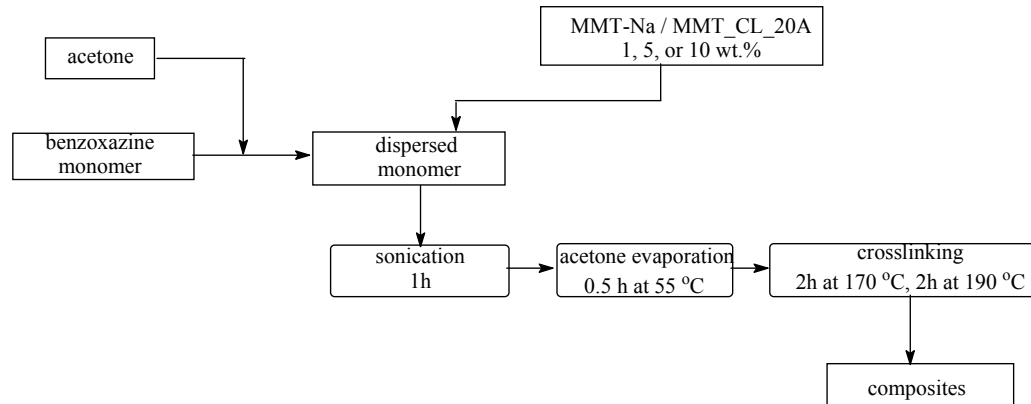 MMT-Na / MMT_CL_20A
1, 5, or 10 wt.%
acetone
benzoxazine
monomer
dispersed
monomer
sonication
1h
acetone evaporation
0.5 h at 55 °C
crosslinking
2h at 170 °C, 2h at 190 °C
composites